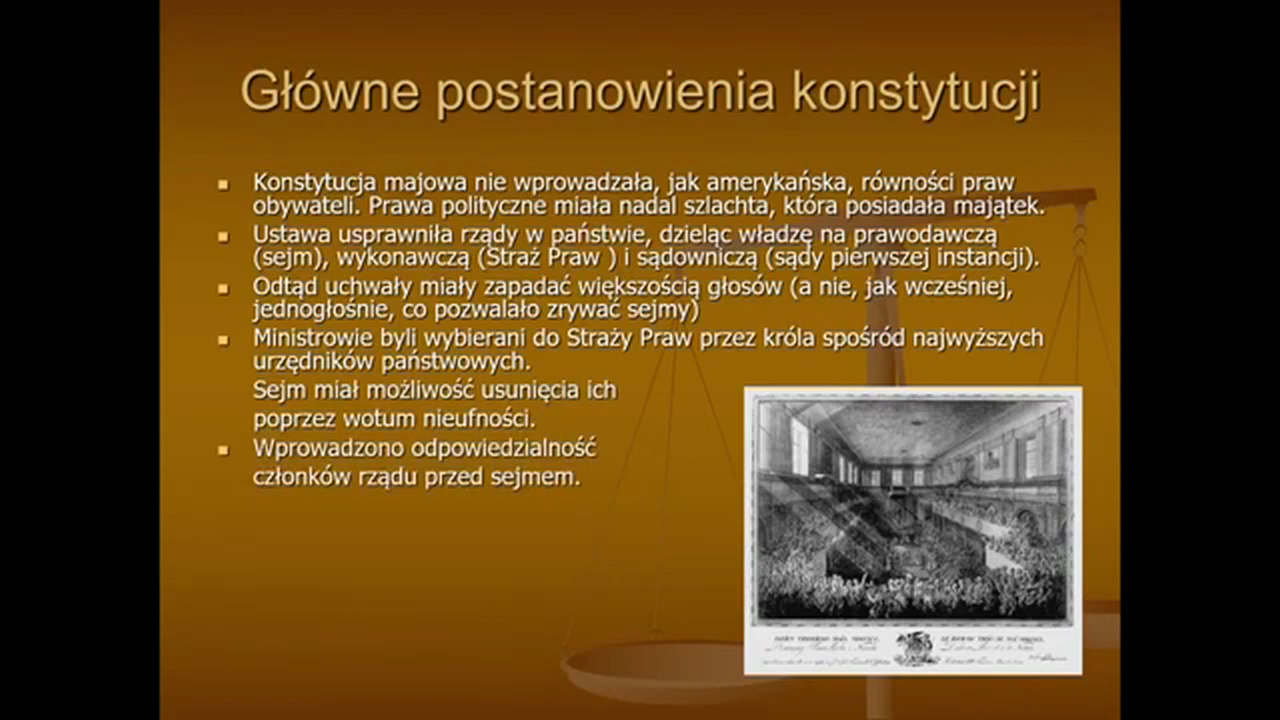 Główne postanowienia konstytucji
Konstytucja majowa nie wprowadzała, jak amerykańska, równości praw
obywateli. Prawa polityczne miała nadal szlachta, która posiadała majątek.
Ustawa usprawniła rządy w państwie, dzieląc władzę na prawodawczą
(sejm), wykonawczą (Straż Praw ) i sądowniczą (sądy pierwszej instancji).
Odtąd uchwały miały zapadać większością głosów (a nie, jak wcześniej,
jednogłośnie, co pozwalało zrywać sejmy)
Ministrowie byli wybierani do Straży Praw przez króla spośród najwyższych
urzędników państwowych.
Sejm miał możliwość usunięcia ich
poprzez wotum nieufności.
Wprowadzono odpowiedzialność
członków rządu przed sejmem.